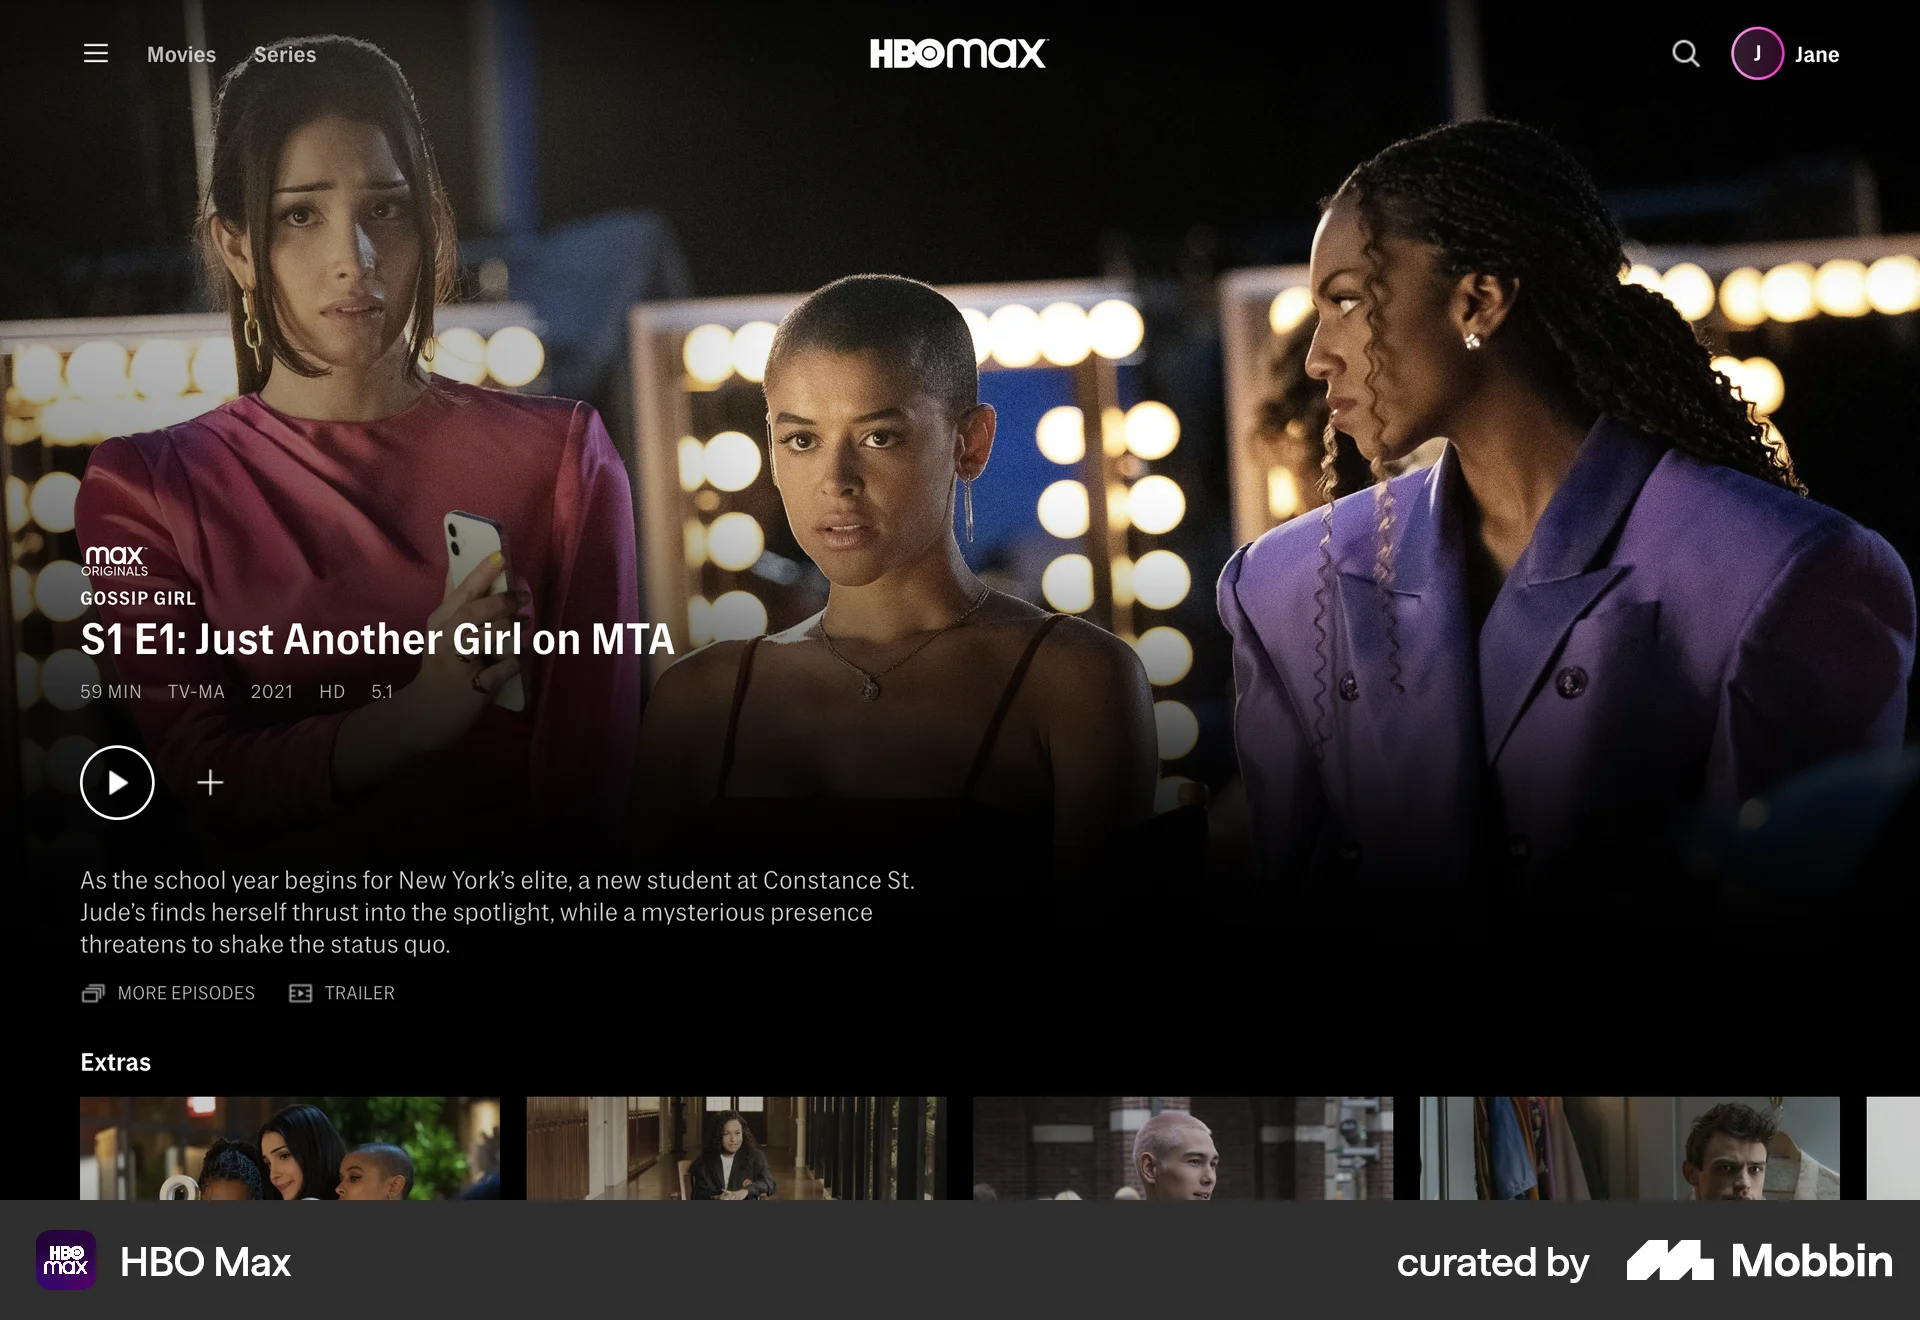 Movies Series HBOmax J Jane
max
ORIGINALS
GOSSIP GIRL
S1 E1: Just Another Girl on MTA
59 MIN TV-MA 2021 HD 5.1
As the school year begins for New York’s elite, a new student at Constance St.
Jude’s finds herself thrust into the spotlight, while a mysterious presence
threatens to shake the status quo.
MORE EPISODES TRAILER
Extras
HBO
max
HBO Max
curated by Mobbin